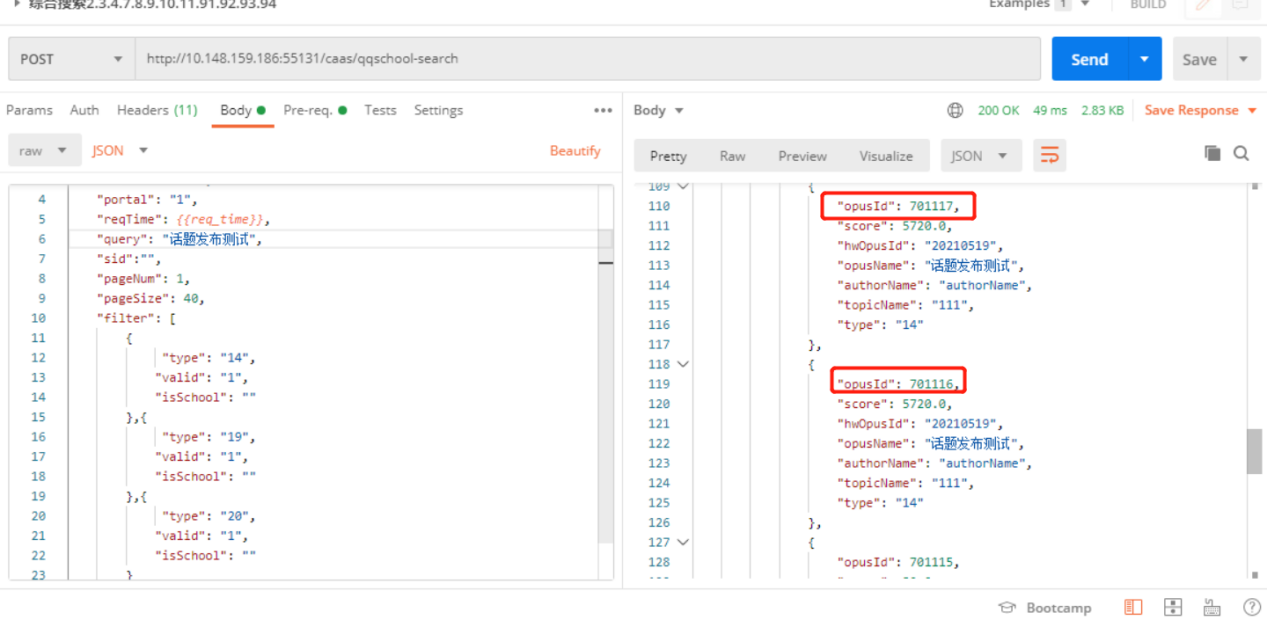 综合搜索2.3.4.7.8.9.10.11.91.92.93.94
Examples 1
BUILD
POST
http://10.148.159.186:55131/caas/qqschool-search
Send
Save
Params Auth Headers (11) Body Pre-req. Tests Settings
raw JSON Beautify
4 "portal": "1",
5 "reqTime": {{req_time}},
6 "query": "话题发布测试",
7 "sid":"",
8 "pageNum": 1,
9 "pageSize": 40,
10 "filter": [
11 {
12 "type": "14",
13 "valid": "1",
14 "isSchool": ""
15 },{
16 "type": "19",
17 "valid": "1",
18 "isSchool": ""
19 },{
20 "type": "20",
21 "valid": "1",
22 "isSchool": ""
23 }
Body 200 OK 49 ms 2.83 KB Save Response
Pretty Raw Preview Visualize JSON
109 {
110 "opusId": 701117,
111 "score": 5720.0,
112 "hwOpusId": "20210519",
113 "opusName": "话题发布测试",
114 "authorName": "authorName",
115 "topicName": "111",
116 "type": "14"
117 },
118 {
119 "opusId": 701116,
120 "score": 5720.0,
121 "hwOpusId": "20210519",
122 "opusName": "话题发布测试",
123 "authorName": "authorName",
124 "topicName": "111",
125 "type": "14"
126 },
127 {
128 "opusId": 701115,
Bootcamp